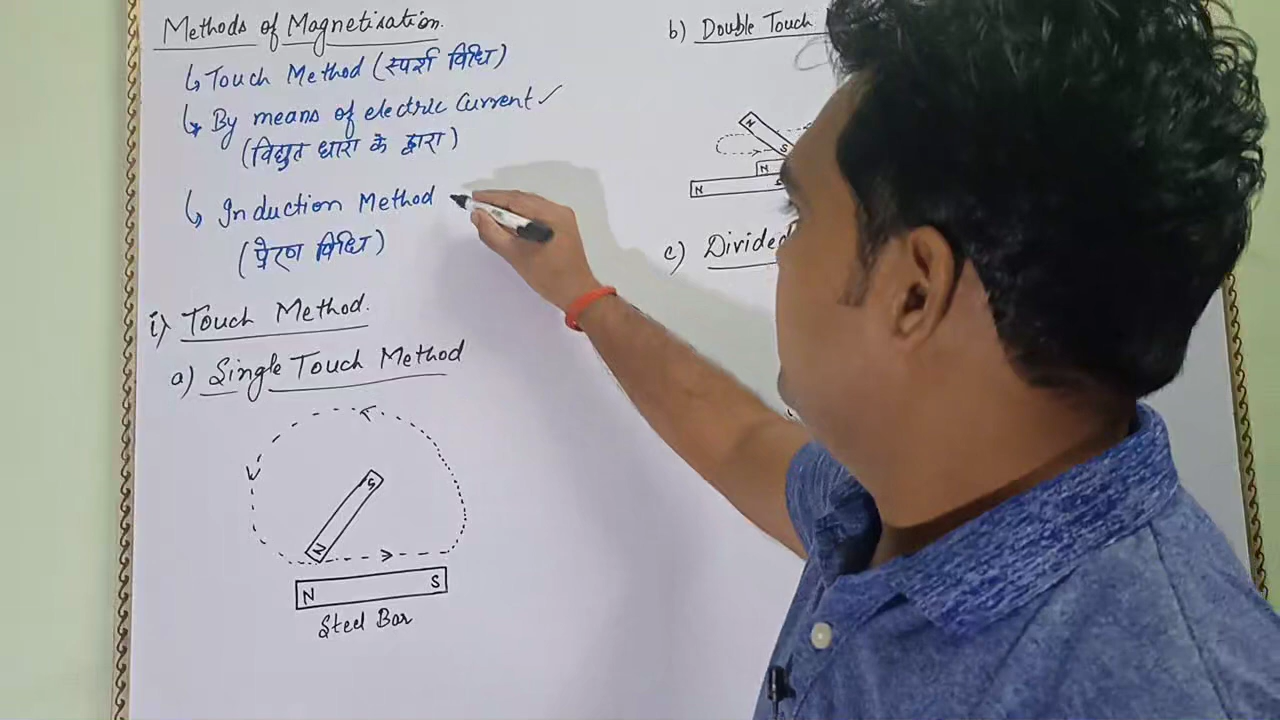 Methods of Magnetisation.
↳ Touch Method (स्पर्श विधि)
↳ By means of electric Current ✓
(विद्युत धारा के द्वारा)
↳ Induction Method
(प्रेरण विधि)
i) Touch Method.
a) Single Touch Method
S
N
N S
Steel Bar
b) Double Touch
N
S
N
N
c) Divided